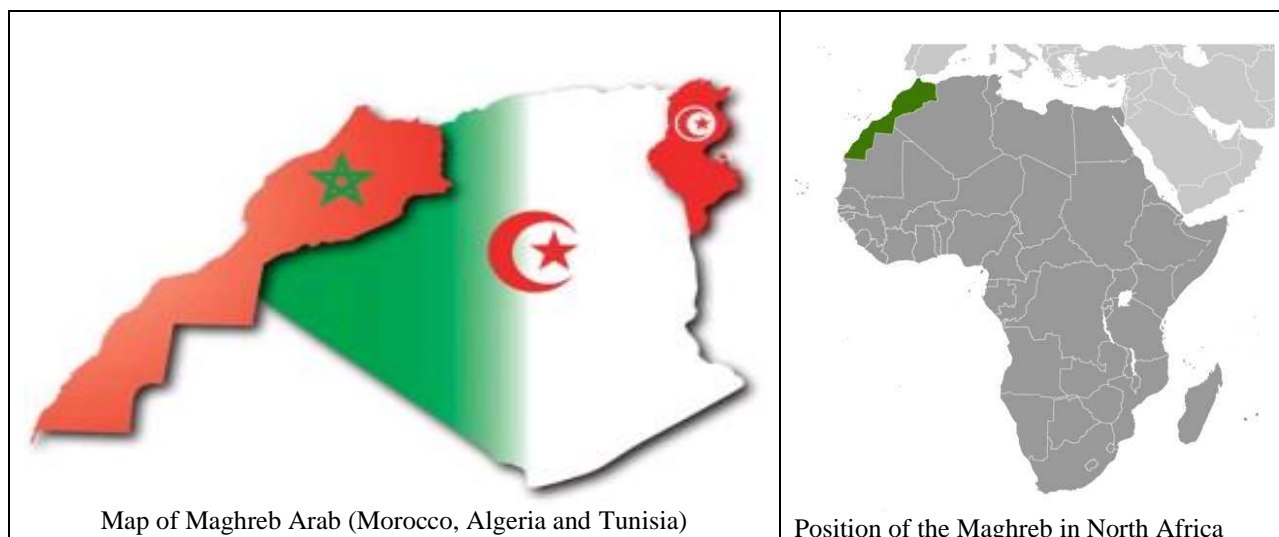 Map of Maghreb Arab (Morocco, Algeria and Tunisia)
Position of the Maghreb in North Africa